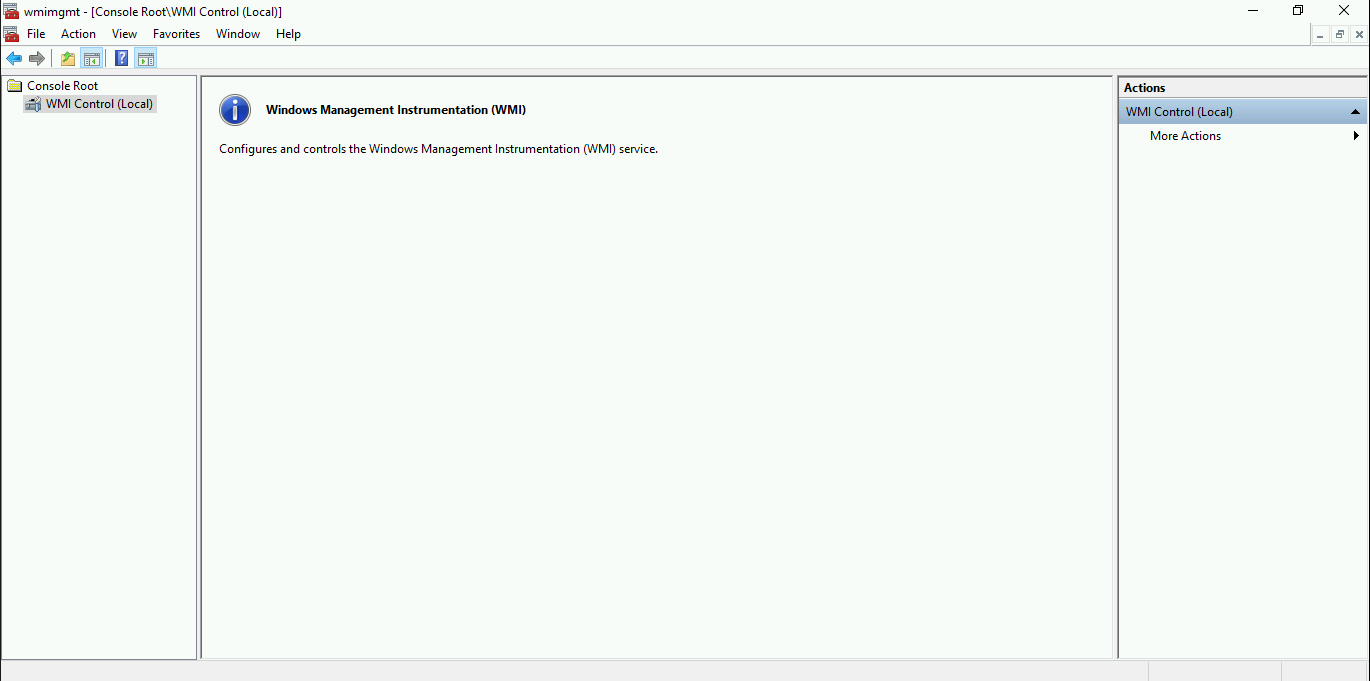 wmimgmt - [Console Root\WMI Control (Local)]
File Action View Favorites Window Help
Console Root
WMI Control (Local)
Windows Management Instrumentation (WMI)
Configures and controls the Windows Management Instrumentation (WMI) service.
Actions
WMI Control (Local)
More Actions